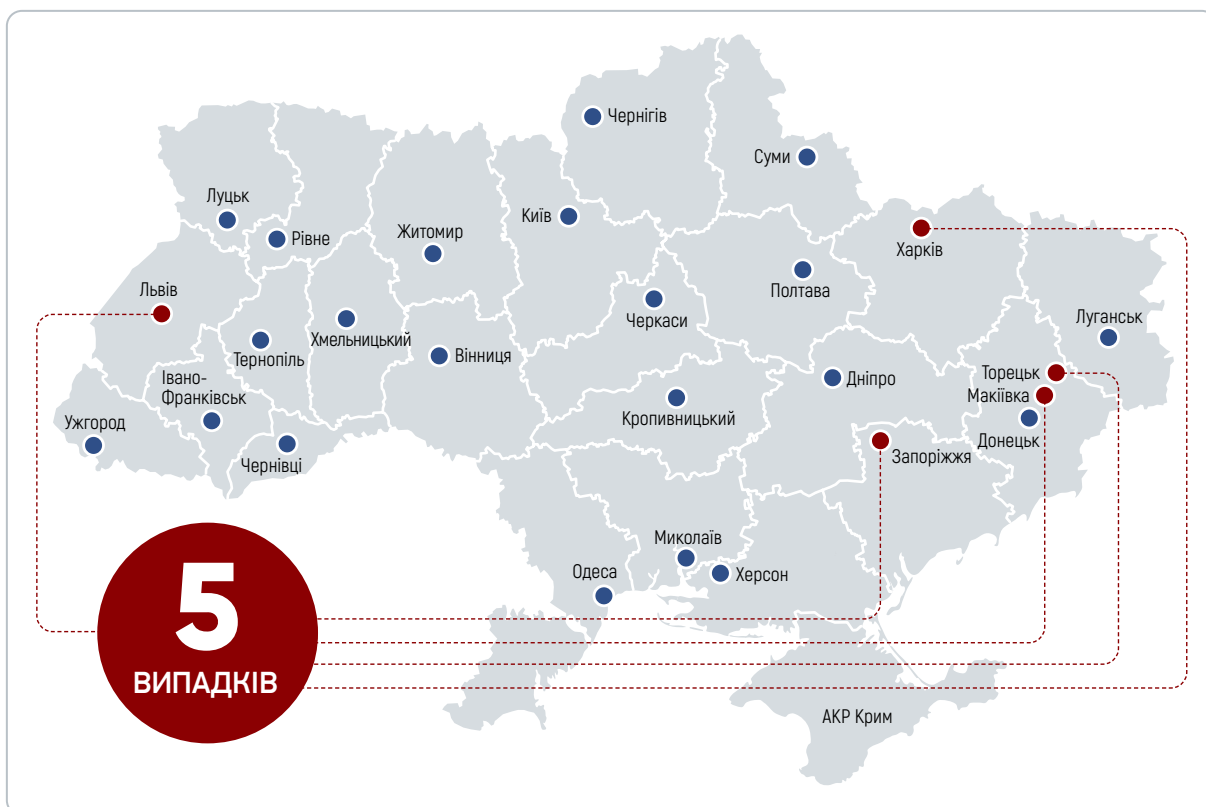 Чернігів
Суми
Луцьк
Київ
Рівне
Житомир
Харків
Львів
Полтава
Черкаси
Луганськ
Хмельницький
Тернопіль
Вінниця
Івано-
Франківськ
Торецьк
Дніпро
Макіївка
Кропивницький
Ужгород
Донецьк
Запоріжжя
Чернівці
Миколаїв
Одеса
Херсон
5
ВИПАДКІВ
АКР Крим